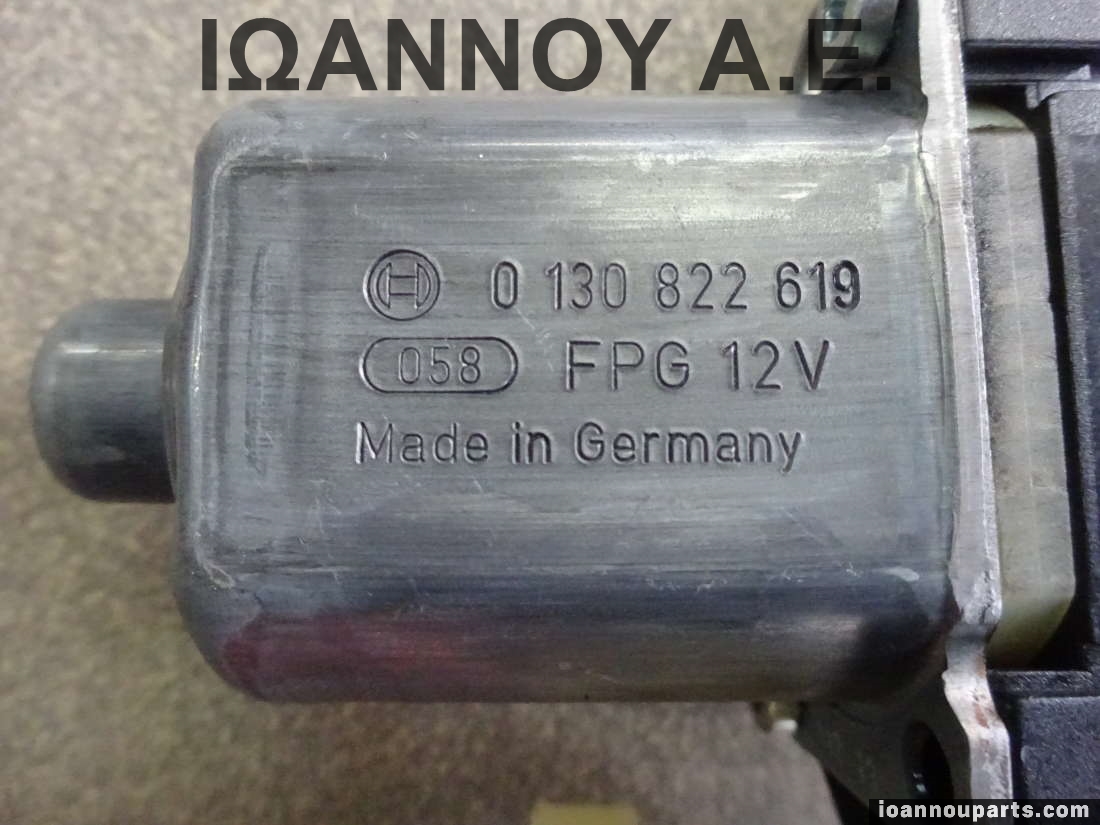 ΙΩΑΝΝΟΥ Α.Ε.
0 130 822 619
058 FPG 12V
Made in Germany
ioannouparts.com